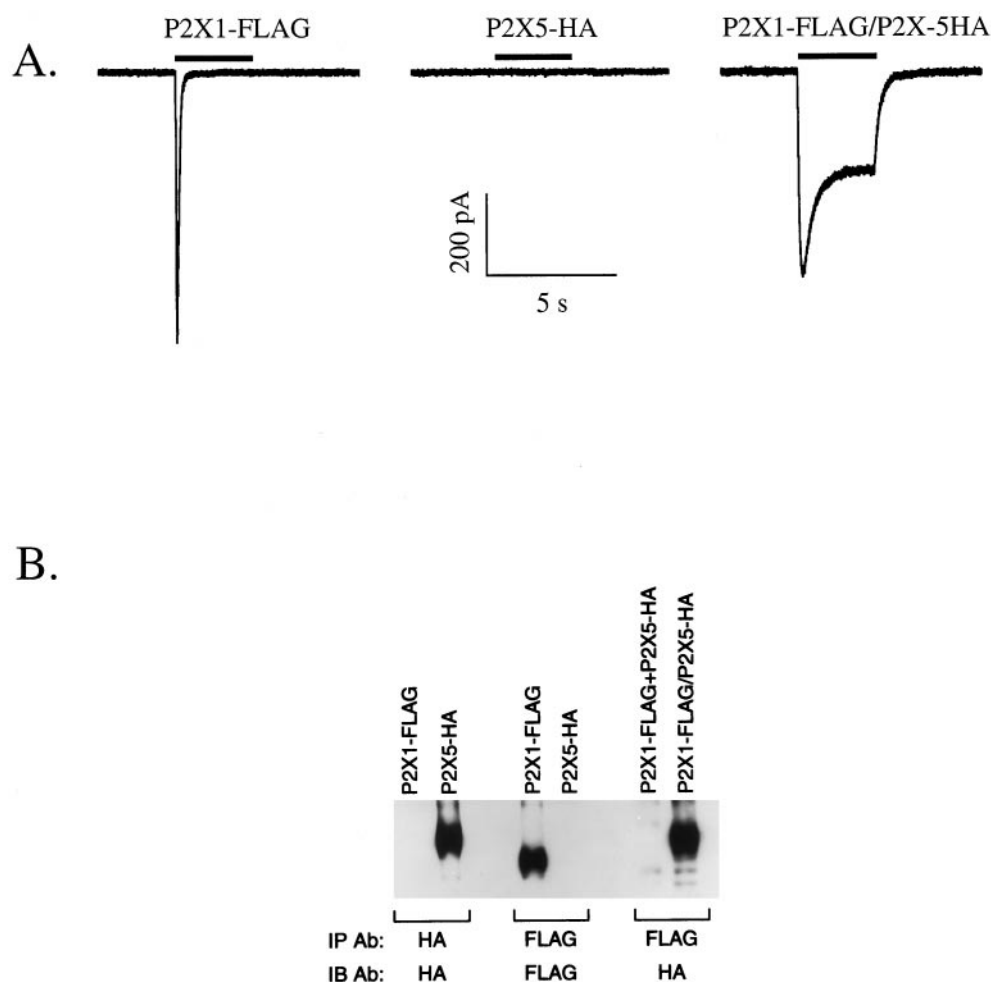 A.
P2X1-FLAG
P2X5-HA
P2X1-FLAG/P2X-5HA
200 pA
5 s
B.
P2X1-FLAG
P2X5-HA
P2X1-FLAG
P2X5-HA
P2X1-FLAG+P2X5-HA
P2X1-FLAG/P2X5-HA
IP Ab: HA FLAG FLAG
IB Ab: HA FLAG HA